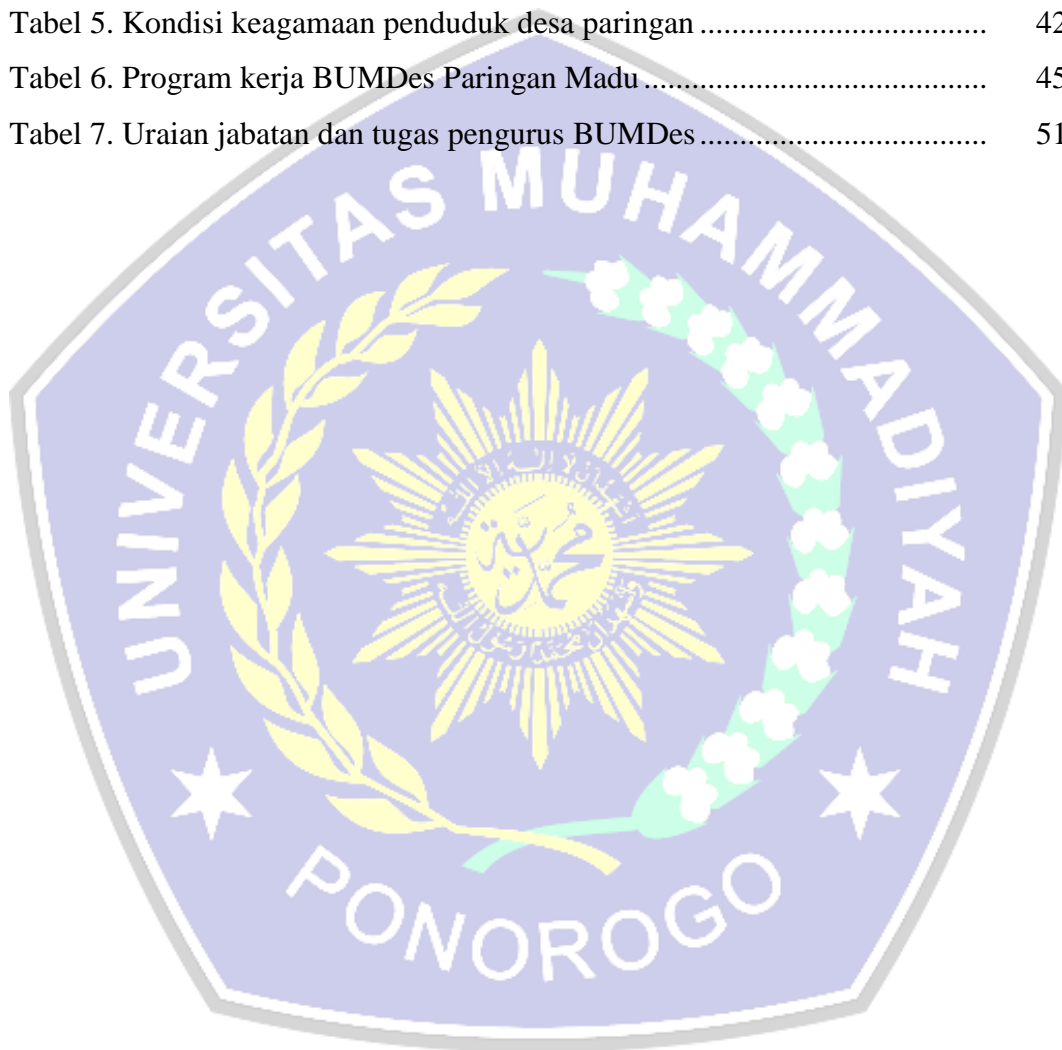 Tabel 5. Kondisi keagamaan penduduk desa paringan .................................. 42
Tabel 6. Program kerja BUMDes Paringan Madu ......................................... 45
Tabel 7. Uraian jabatan dan tugas pengurus BUMDes .................................. 51
UNIVERSITAS MUHAMMADIYAH
محمدية
PONOROGO